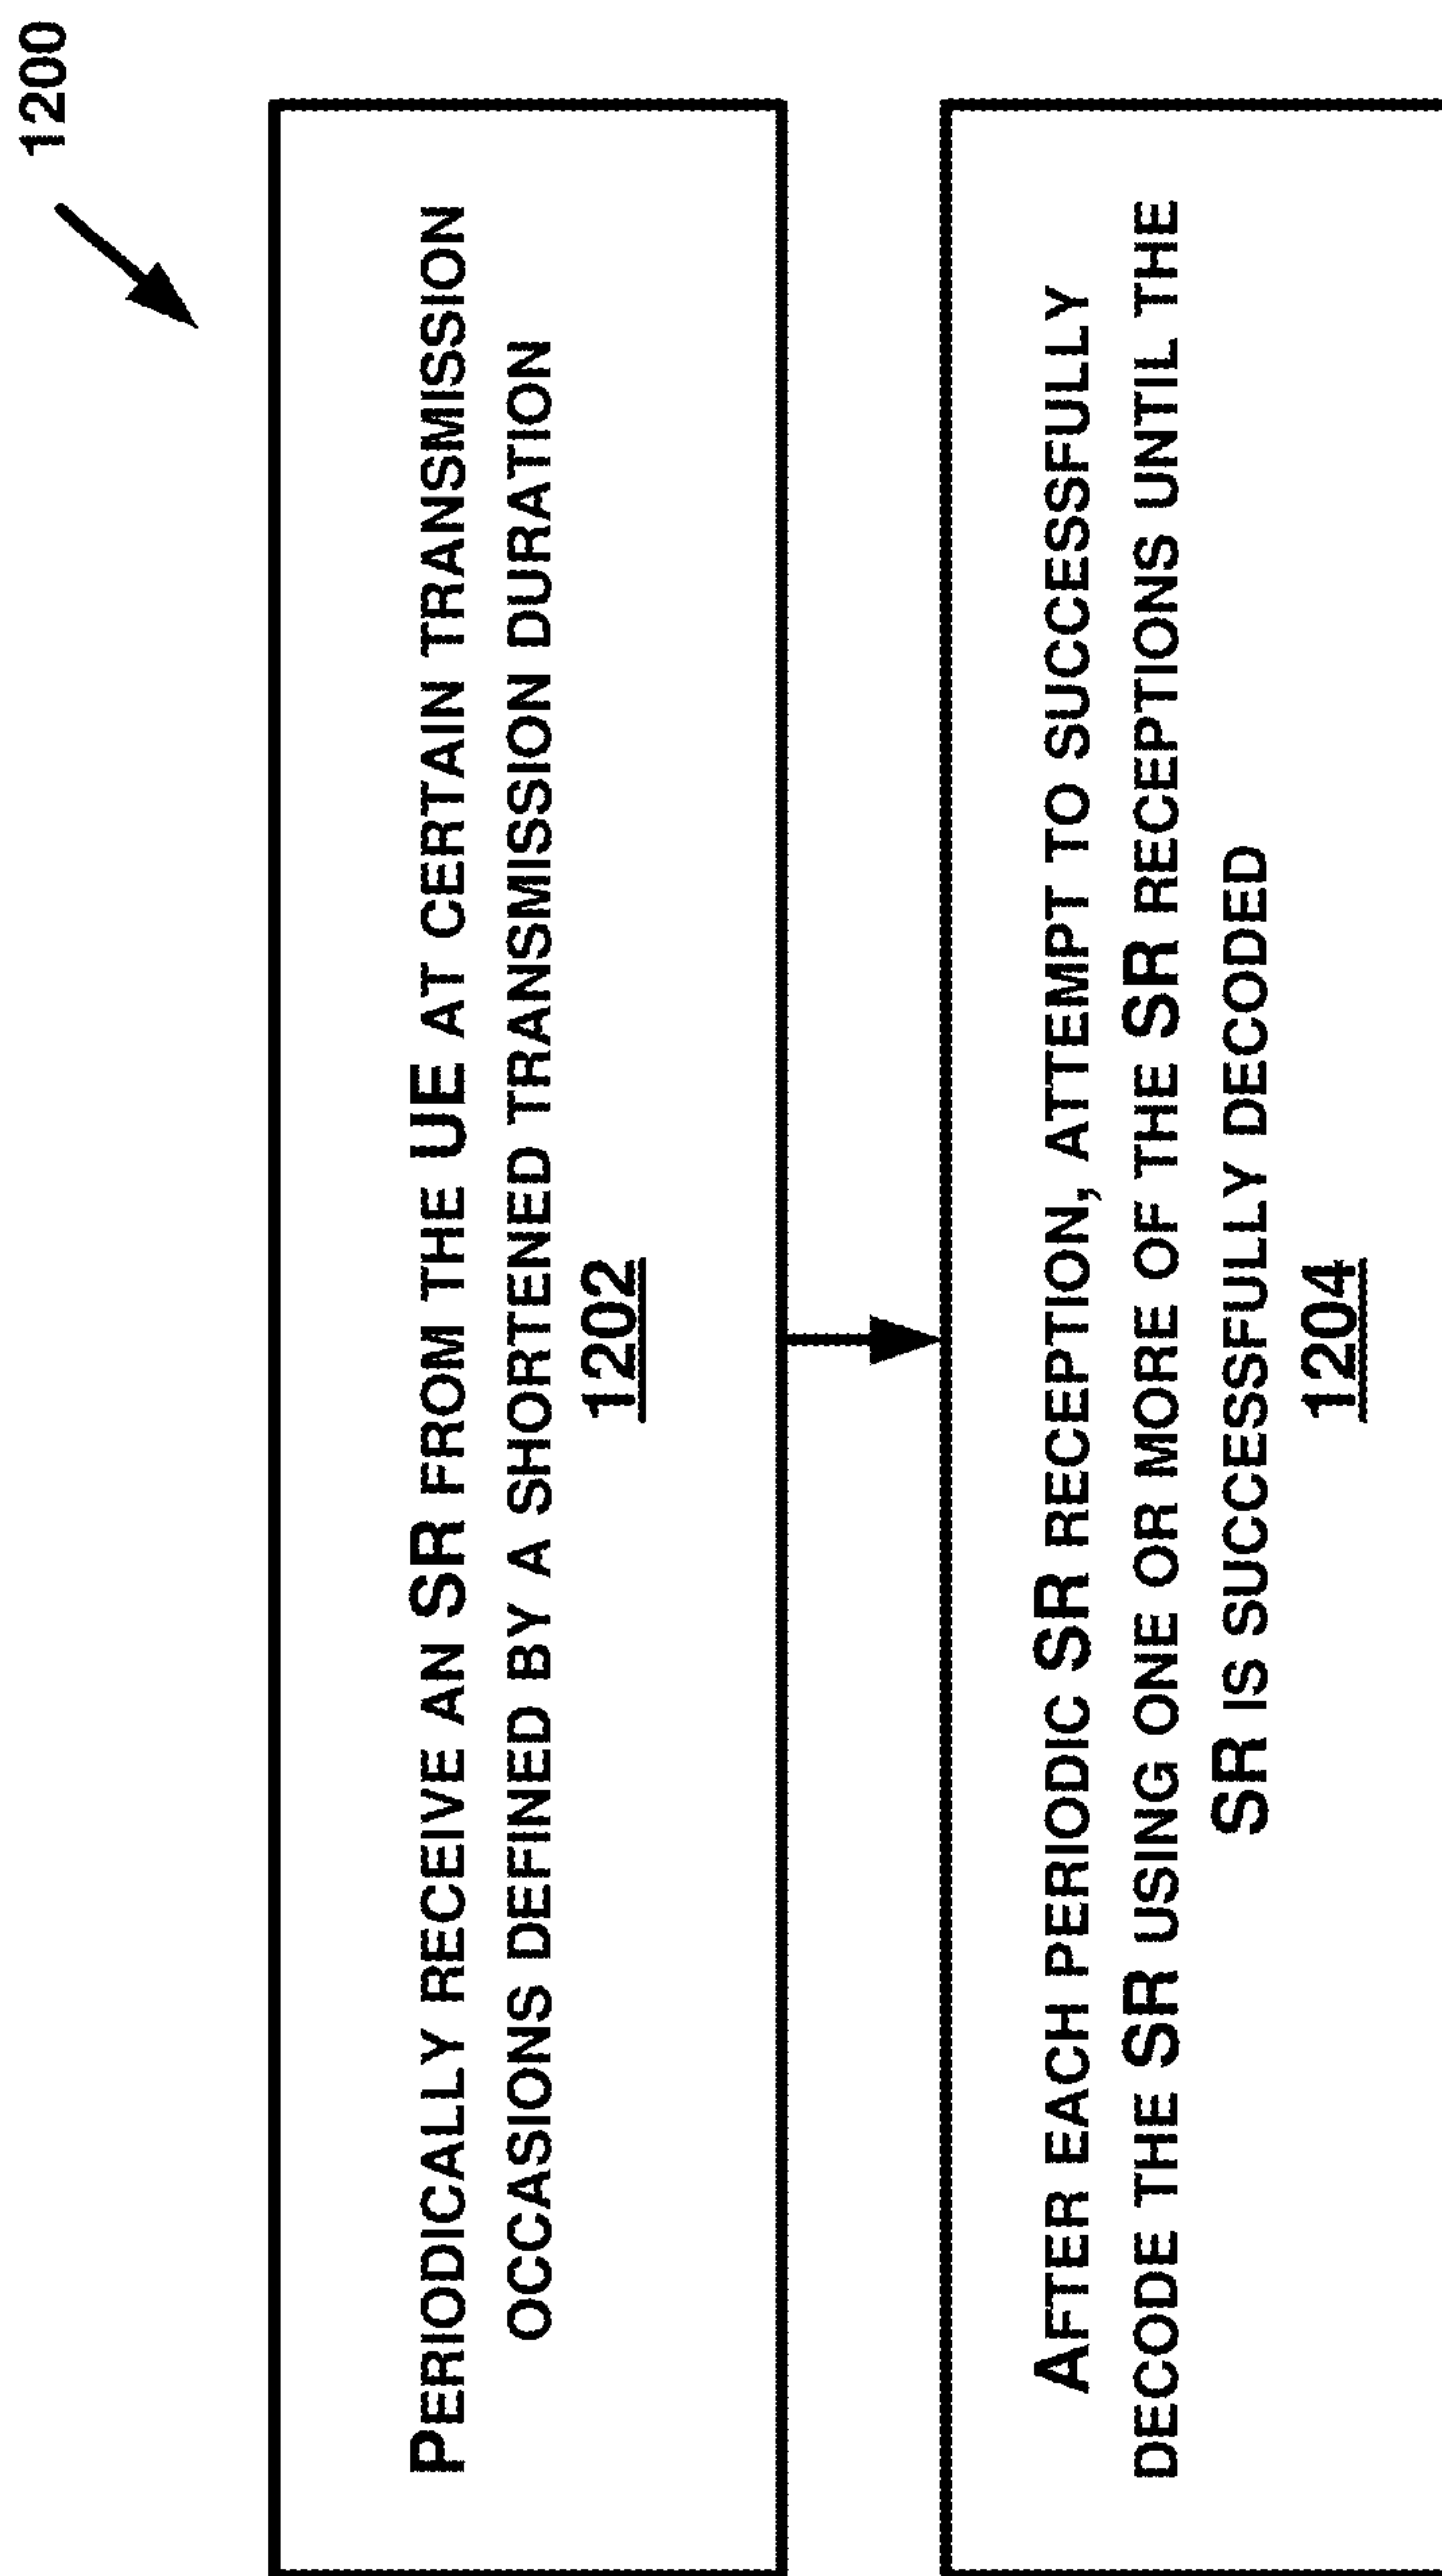 1200
PERIODICALLY RECEIVE AN SR FROM THE UE AT CERTAIN TRANSMISSION
OCCASIONS DEFINED BY A SHORTENED TRANSMISSION DURATION
1202
AFTER EACH PERIODIC SR RECEPTION, ATTEMPT TO SUCCESSFULLY
DECODE THE SR USING ONE OR MORE OF THE SR RECEPTIONS UNTIL THE
SR IS SUCCESSFULLY DECODED
1204